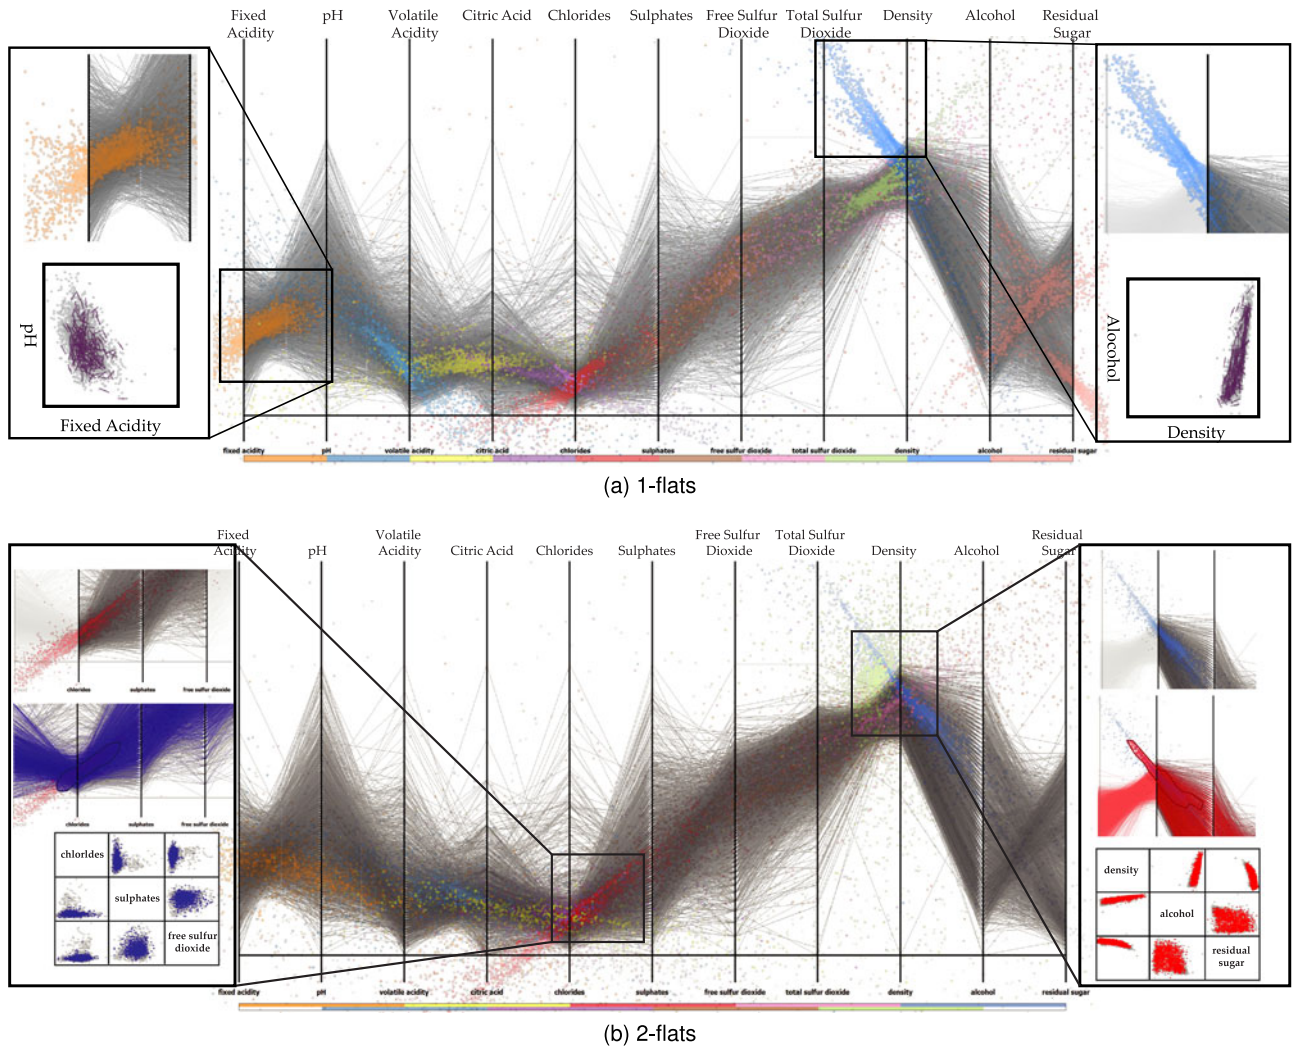 Fixed Acidity
pH
Volatile Acidity
Citric Acid
Chlorides
Sulphates
Free Sulfur Dioxide
Total Sulfur Dioxide
Density
Alcohol
Residual Sugar
pH
Fixed Acidity
Alocohol
Density
fixed acidity
pH
volatile acidity
citric acid
chlorides
sulphates
free sulfur dioxide
total sulfur dioxide
density
alcohol
residual sugar
(a) 1-flats
Fixed Acidity
pH
Volatile Acidity
Citric Acid
Chlorides
Sulphates
Free Sulfur Dioxide
Total Sulfur Dioxide
Density
Alcohol
Residual Sugar
chlorides
sulphates
free sulfur dioxide
chlorides
sulphates
free sulfur dioxide
chlorides
sulphates
free sulfur
dioxide
density
alcohol
residual
sugar
fixed acidity
pH
volatile acidity
citric acid
chlorides
sulphates
free sulfur dioxide
total sulfur dioxide
density
alcohol
residual sugar
(b) 2-flats